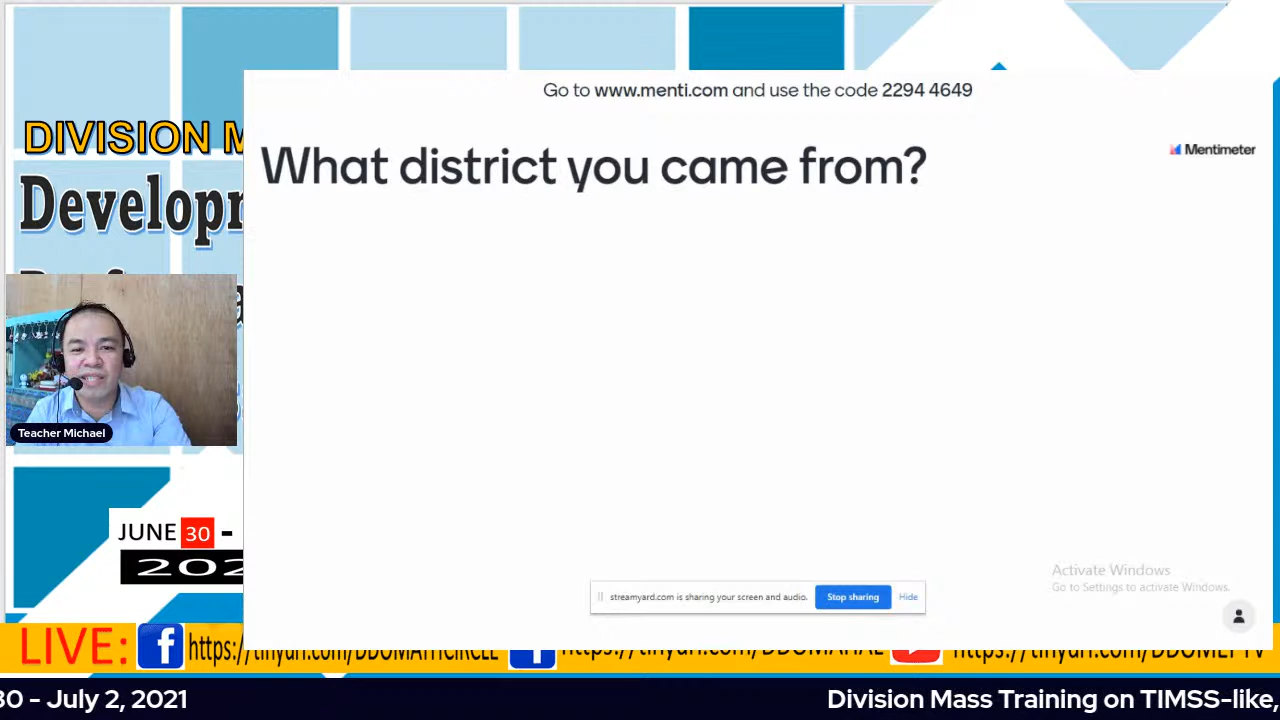 Go to www.menti.com and use the code 2294 4649
DIVISION
What district you came from?
Mentimeter
Teacher Michael
JUNE 30 -
Activate Windows
Go to Settings to activate Windows.
streamyard.com is sharing your screen and audio.
Stop sharing
Hide
LIVE:
https://tinyurl.com/DDOMATHCIRCLE
30 - July 2, 2021
Division Mass Training on TIMSS-like,